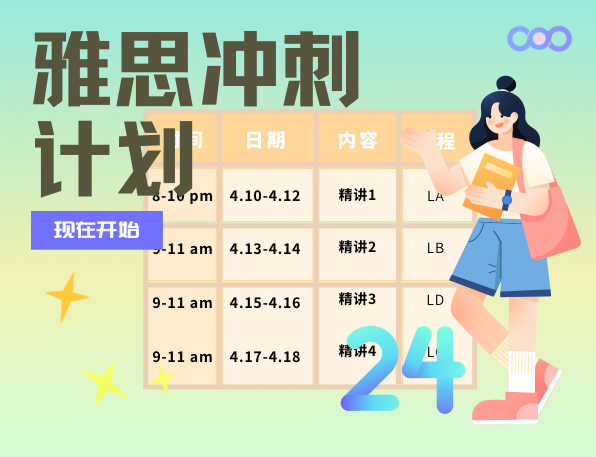 雅思冲刺
计划
间 日期 内容 程
8-10 pm 4.10-4.12 精讲1 LA
现在开始
9-11 am 4.13-4.14 精讲2 LB
9-11 am 4.15-4.16 精讲3 LD
9-11 am 4.17-4.18 精讲4
24